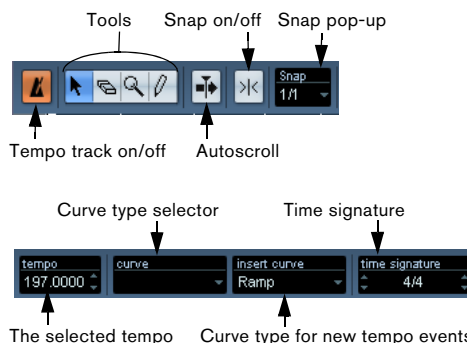 Tools Snap on/off Snap pop-up
Snap
1/1
Tempo track on/off Autoscroll
Curve type selector Time signature
tempo curve insert curve time signature
197.0000 Ramp 4/4
The selected tempo Curve type for new tempo events